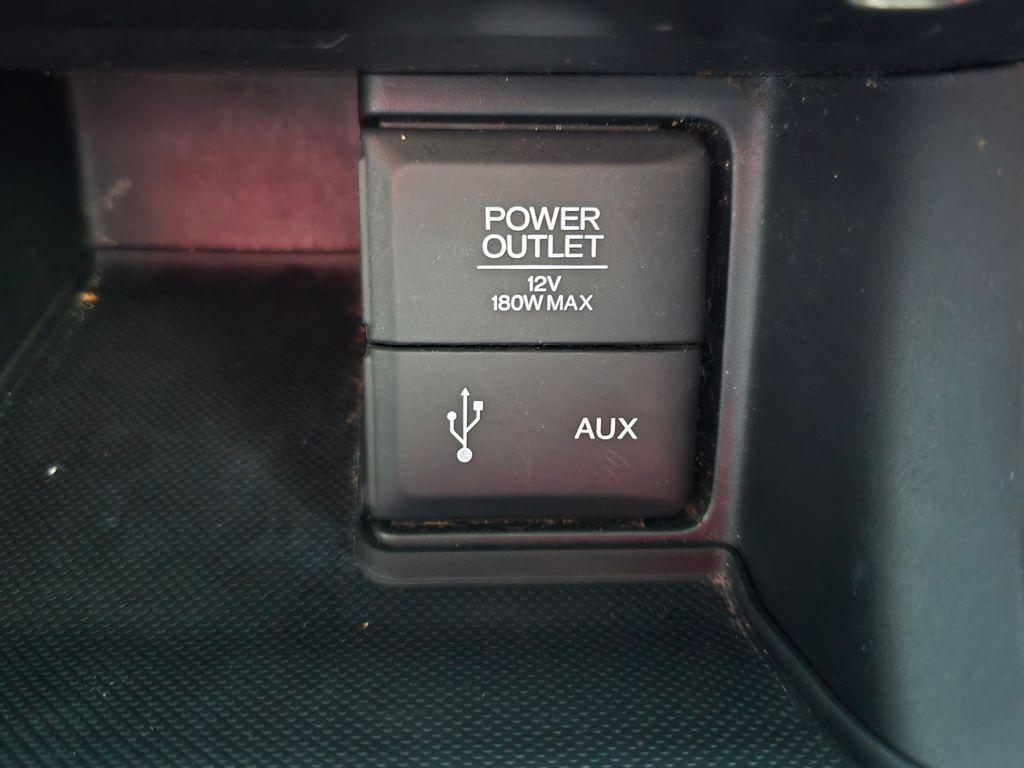 POWER
OUTLET
12V
180W MAX
AUX